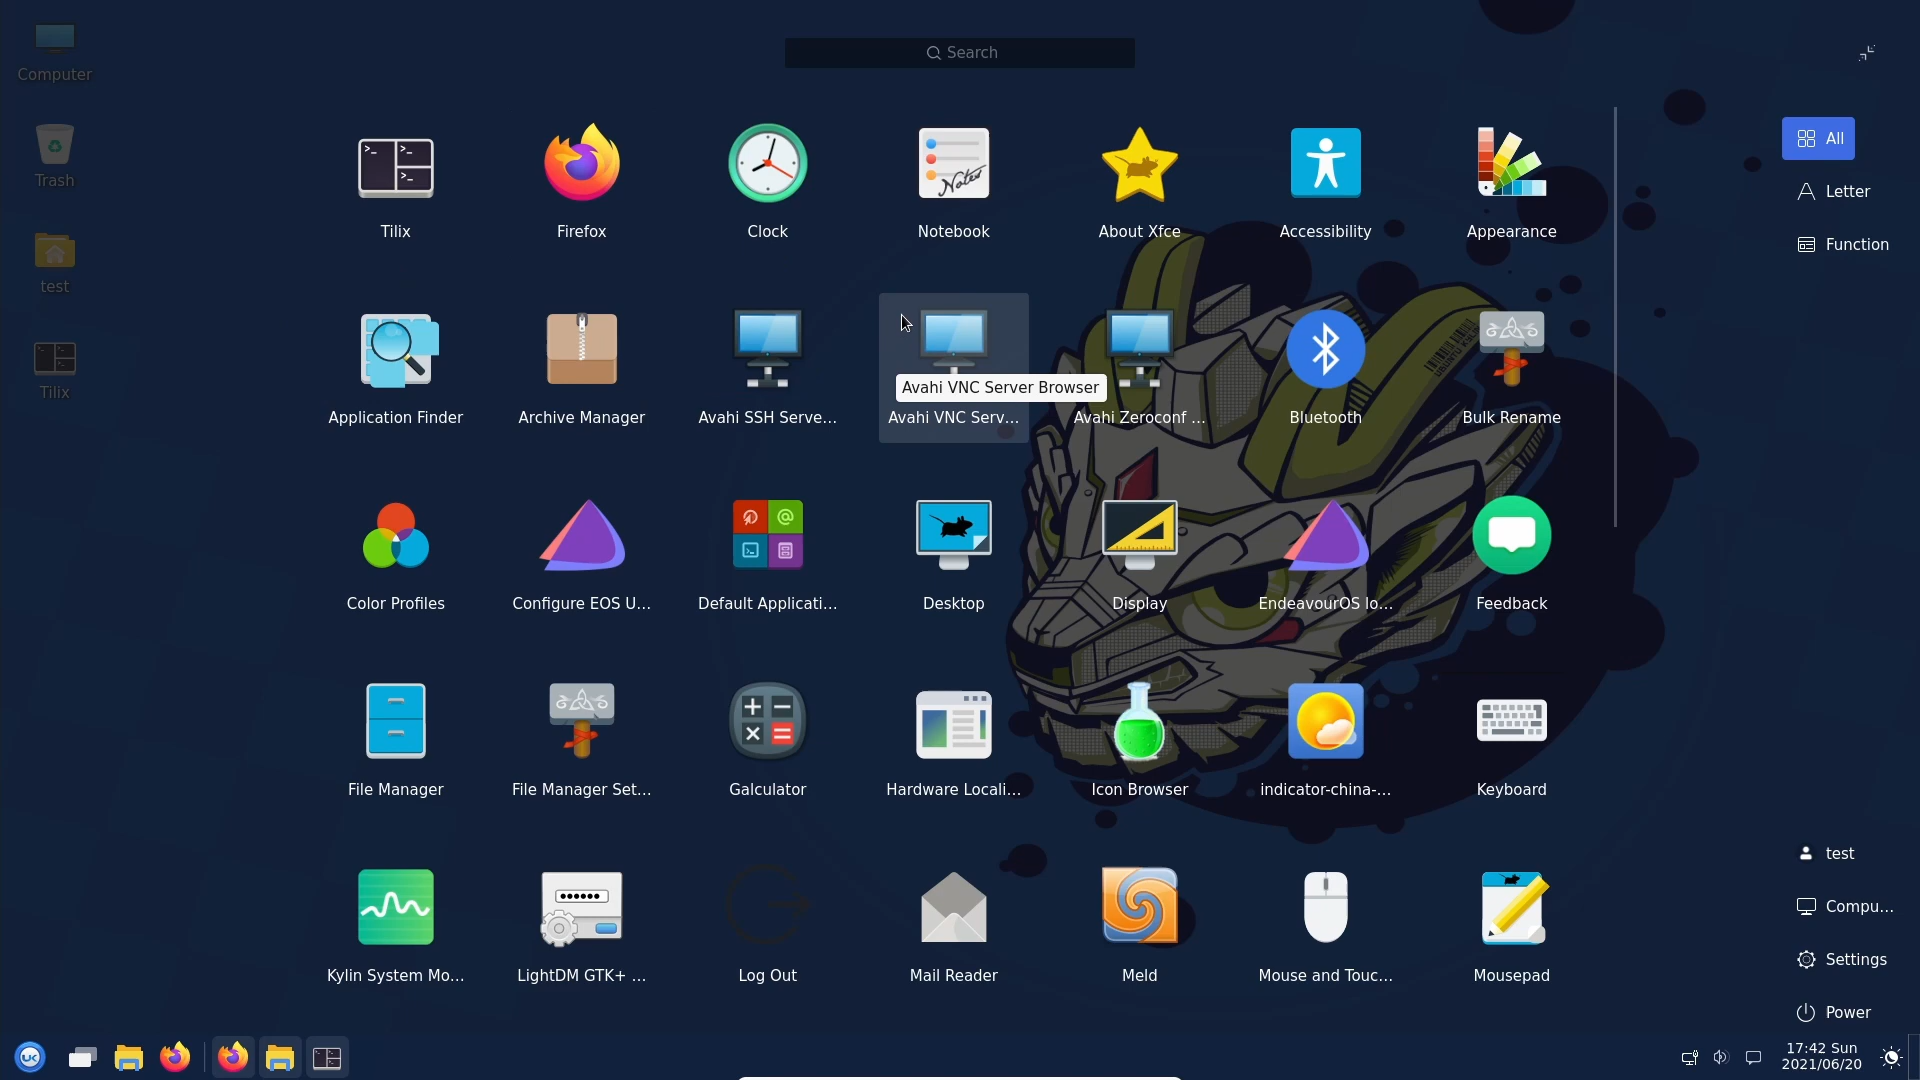 Search
Computer
Trash
test
Tilix
Tilix
Firefox
Clock
Notebook
About Xfce
Accessibility
Appearance
Application Finder
Archive Manager
Avahi SSH Serve...
Avahi VNC Server Browser
Avahi VNC Serv...
Avahi Zeroconf ...
Bluetooth
Bulk Rename
Color Profiles
Configure EOS U...
Default Applicati...
Desktop
Display
EndeavourOS lo...
Feedback
File Manager
File Manager Set...
Galculator
Hardware Locali...
Icon Browser
indicator-china-...
Keyboard
Kylin System Mo...
LightDM GTK+ ...
Log Out
Mail Reader
Meld
Mouse and Touc...
Mousepad
All
Letter
Function
test
Compu...
Settings
Power
17:42 Sun
2021/06/20
Notes
UK